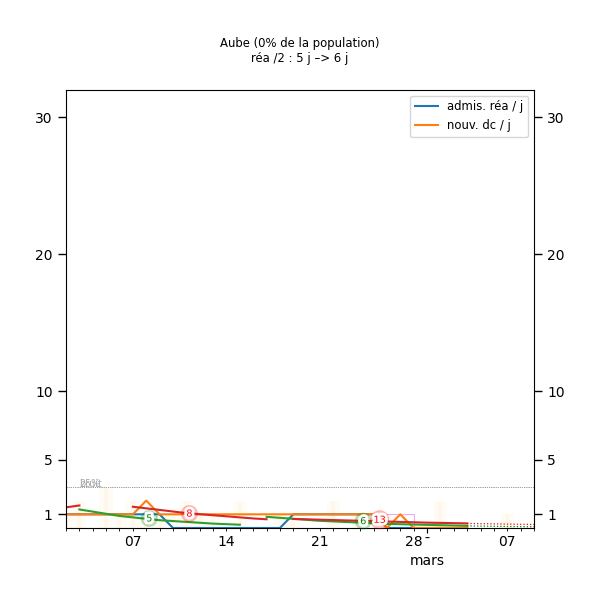 Aube (0% de la population)
réa /2 : 5 j –> 6 j
admis. réa / j
nouv. dc / j
30 30
20 20
10 10
5 5
1 1
5 8 6 13
07 14 21 28 07
mars